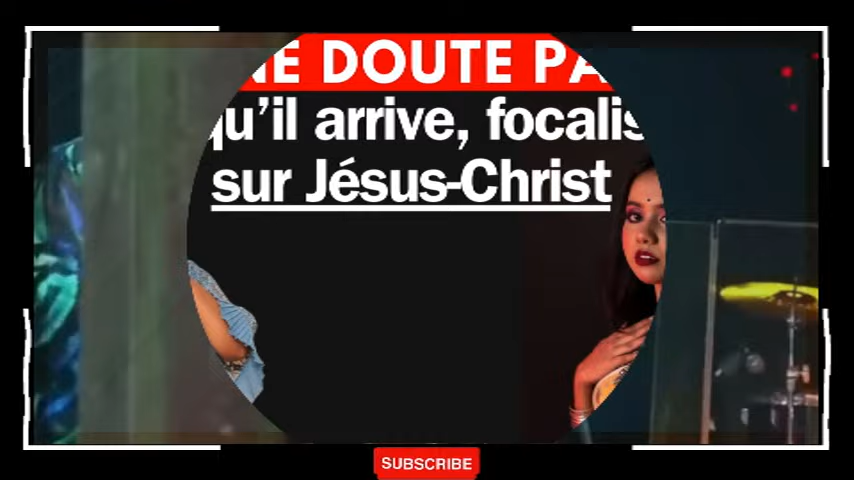 NE DOUTE PA
qu'il arrive, focalis
sur Jésus-Christ
SUBSCRIBE